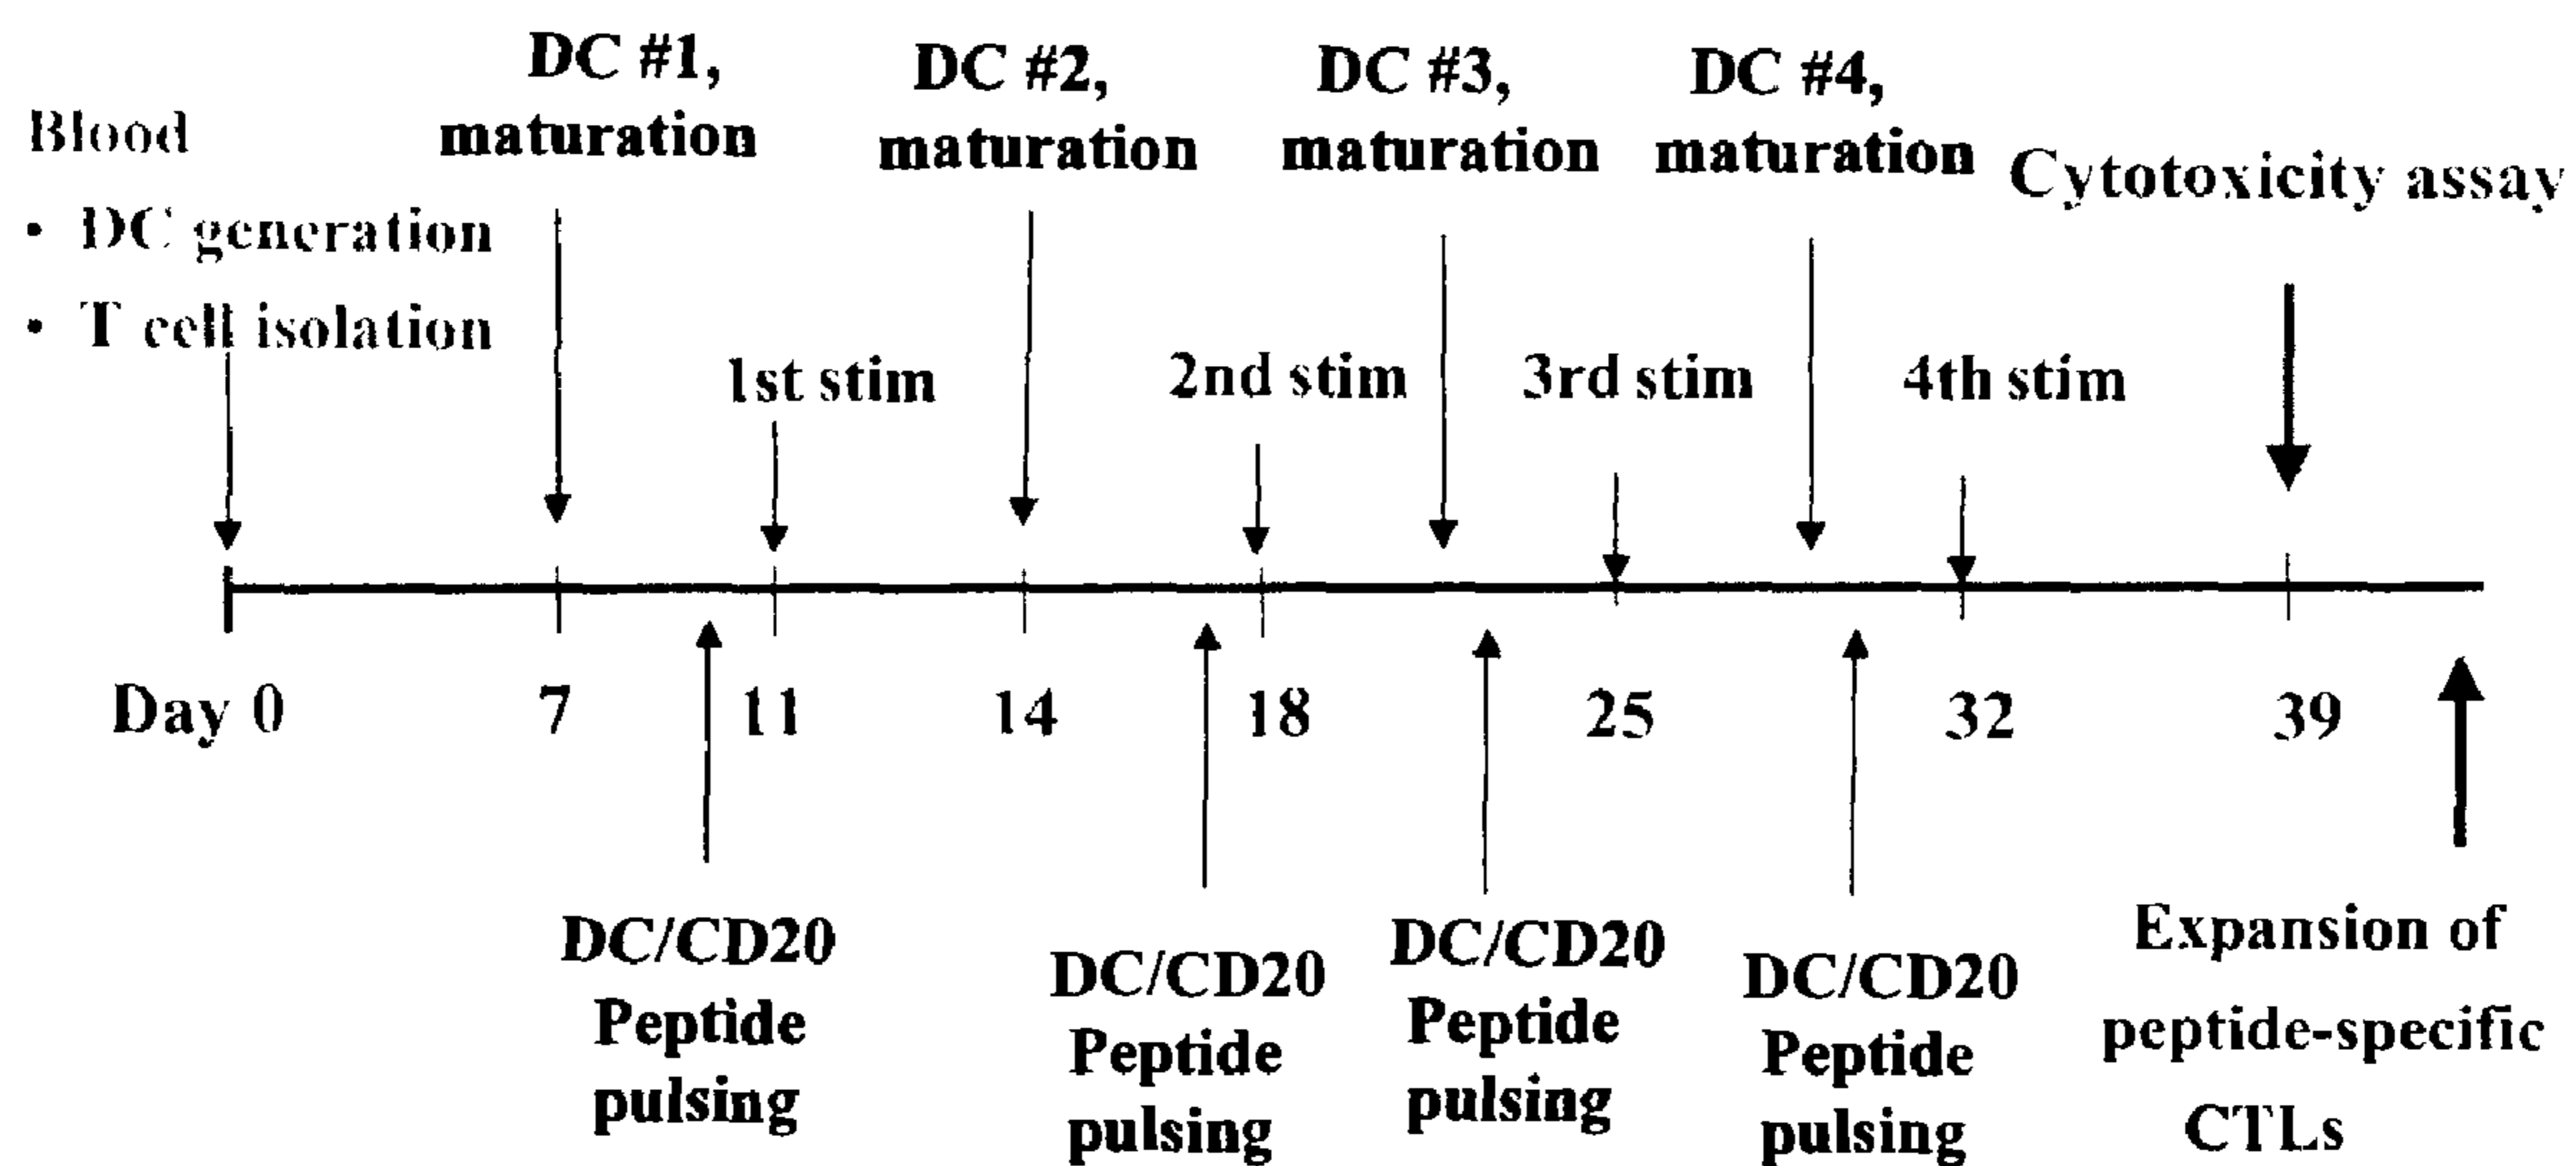 Blood
• DC generation
• T cell isolation
DC #1,
maturation
DC #2,
maturation
DC #3,
maturation
DC #4,
maturation
Cytotoxicity assay
1st stim
2nd stim
3rd stim
4th stim
Day 0 7 11 14 18 25 32 39
DC/CD20
Peptide
pulsing
DC/CD20
Peptide
pulsing
DC/CD20
Peptide
pulsing
DC/CD20
Peptide
pulsing
Expansion of
peptide-specific
CTLs